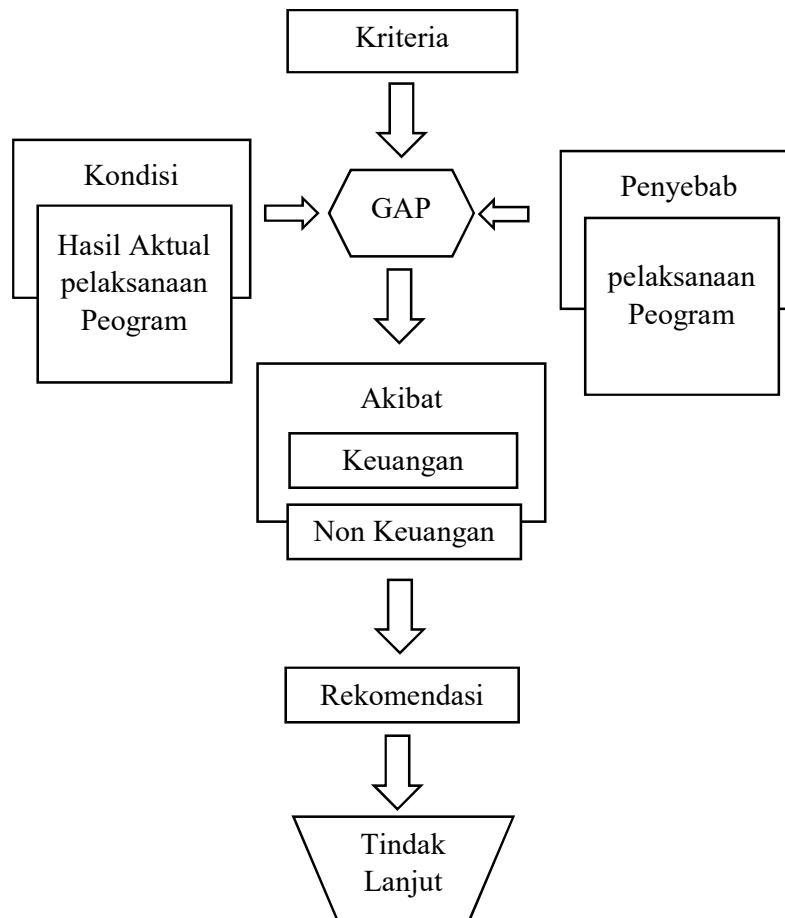 Kriteria
Kondisi
Hasil Aktual
pelaksanaan
Peogram
GAP
Penyebab
pelaksanaan
Peogram
Akibat
Keuangan
Non Keuangan
Rekomendasi
Tindak
Lanjut